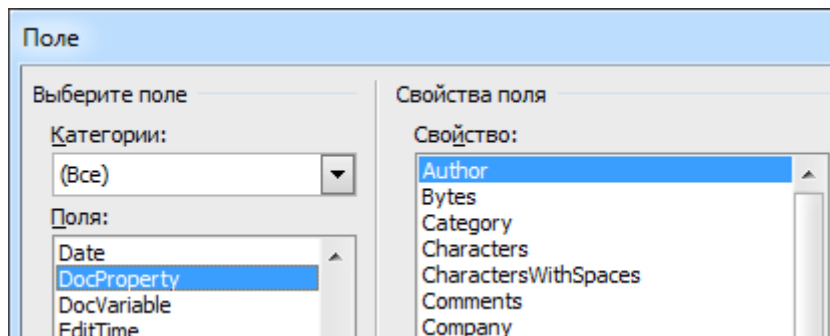 Поле
Выберите поле
Категории:
(Все)
Поля:
Date
DocProperty
DocVariable
EditTime
Свойства поля
Свойство:
Author
Bytes
Category
Characters
CharactersWithSpaces
Comments
Company